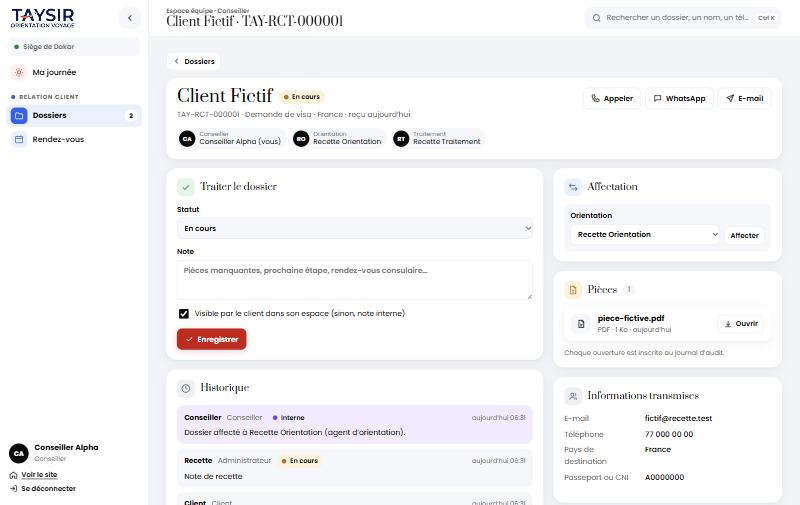 TAYSIR
ORIENTATION VOYAGE
Siège de Dakar
Ma journée
RELATION CLIENT
Dossiers 2
Rendez-vous
Conseiller Alpha
CA
Conseiller
Voir le site
Se déconnecter
Espace équipe · Conseiller
Client Fictif · TAY-RCT-000001
Rechercher un dossier, un nom, un tél... Ctrl K
Dossiers
Client Fictif En cours
Appeler WhatsApp E-mail
TAY-RCT-000001 · Demande de visa · France · reçu aujourd'hui
CA Conseiller
Conseiller Alpha (vous)
RO Orientation
Recette Orientation
RT Traitement
Recette Traitement
Traiter le dossier
Statut
En cours
Note
Pièces manquantes, prochaine étape, rendez-vous consulaire...
Visible par le client dans son espace (sinon, note interne)
Enregistrer
Historique
Conseiller Conseiller Interne aujourd'hui 06:31
Dossier affecté à Recette Orientation (agent d'orientation).
Recette Administrateur En cours aujourd'hui 06:31
Note de recette
Client Client aujourd'hui 06:31
Affectation
Orientation
Recette Orientation Affecter
Pièces 1
piece-fictive.pdf
PDF · 1 Ko · aujourd'hui
Ouvrir
Chaque ouverture est inscrite au journal d'audit.
Informations transmises
E-mail fictif@recette.test
Téléphone 77 000 00 00
Pays de destination France
Passeport ou CNI A0000000